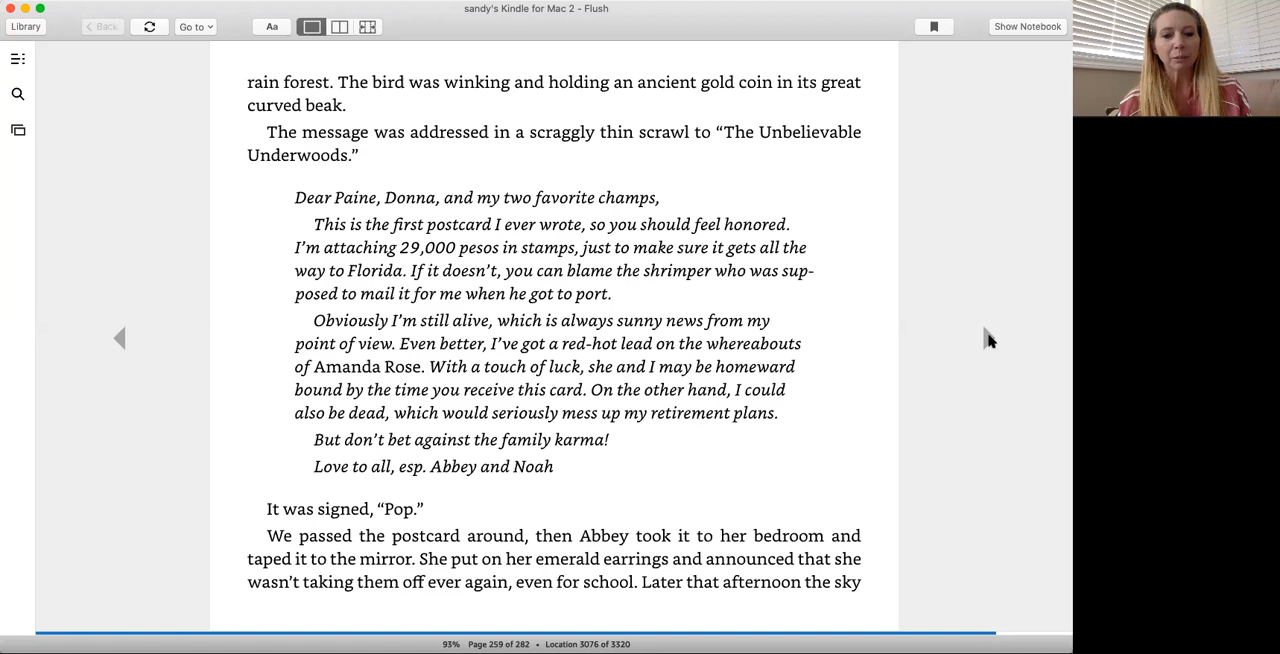 sandy's Kindle for Mac 2 - Flush
Library
Back
Go to
Aa
Show Notebook
rain forest. The bird was winking and holding an ancient gold coin in its great
curved beak.
The message was addressed in a scraggly thin scrawl to “The Unbelievable
Underwoods.”
Dear Paine, Donna, and my two favorite champs,
This is the first postcard I ever wrote, so you should feel honored.
I’m attaching 29,000 pesos in stamps, just to make sure it gets all the
way to Florida. If it doesn’t, you can blame the shrimper who was sup-
posed to mail it for me when he got to port.
Obviously I’m still alive, which is always sunny news from my
point of view. Even better, I’ve got a red-hot lead on the whereabouts
of Amanda Rose. With a touch of luck, she and I may be homeward
bound by the time you receive this card. On the other hand, I could
also be dead, which would seriously mess up my retirement plans.
But don’t bet against the family karma!
Love to all, esp. Abbey and Noah
It was signed, “Pop.”
We passed the postcard around, then Abbey took it to her bedroom and
taped it to the mirror. She put on her emerald earrings and announced that she
wasn’t taking them off ever again, even for school. Later that afternoon the sky
93% Page 259 of 282 • Location 3076 of 3320